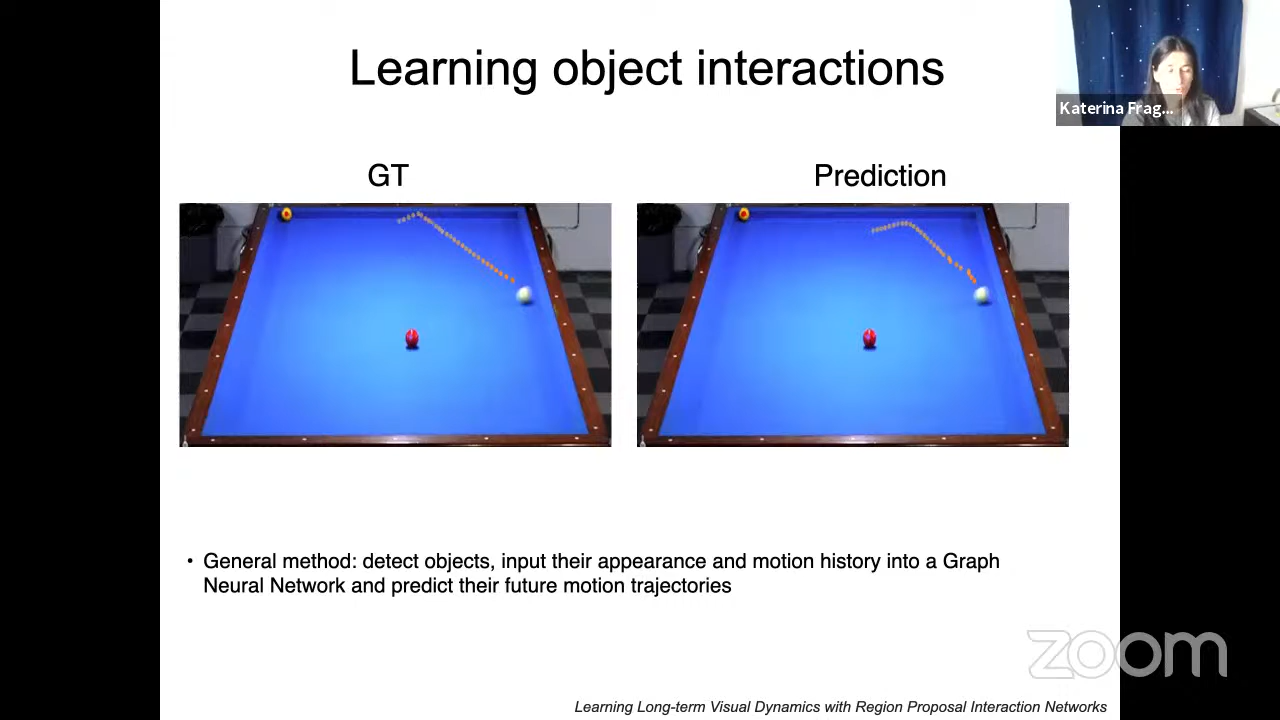 Learning object interactions
Katerina Frag...
GT
Prediction
• General method: detect objects, input their appearance and motion history into a Graph
Neural Network and predict their future motion trajectories
zoom
Learning Long-term Visual Dynamics with Region Proposal Interaction Networks